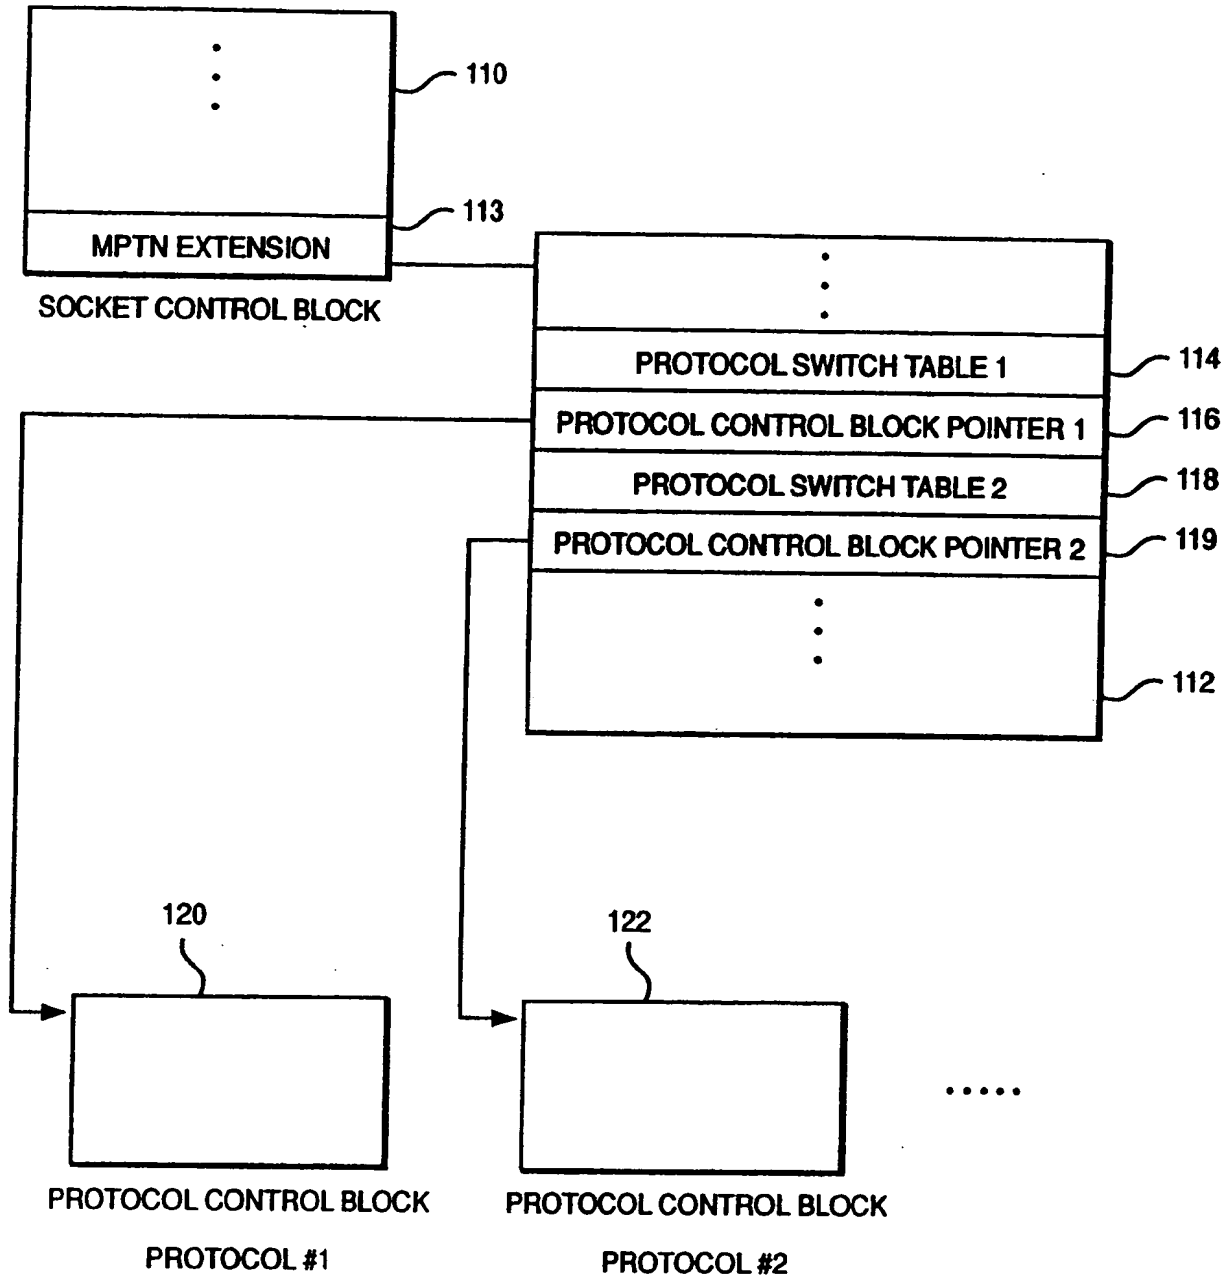 110
113
MPTN EXTENSION
SOCKET CONTROL BLOCK
PROTOCOL SWITCH TABLE 1
114
PROTOCOL CONTROL BLOCK POINTER 1
116
PROTOCOL SWITCH TABLE 2
118
PROTOCOL CONTROL BLOCK POINTER 2
119
112
120
122
PROTOCOL CONTROL BLOCK
PROTOCOL #1
PROTOCOL CONTROL BLOCK
PROTOCOL #2